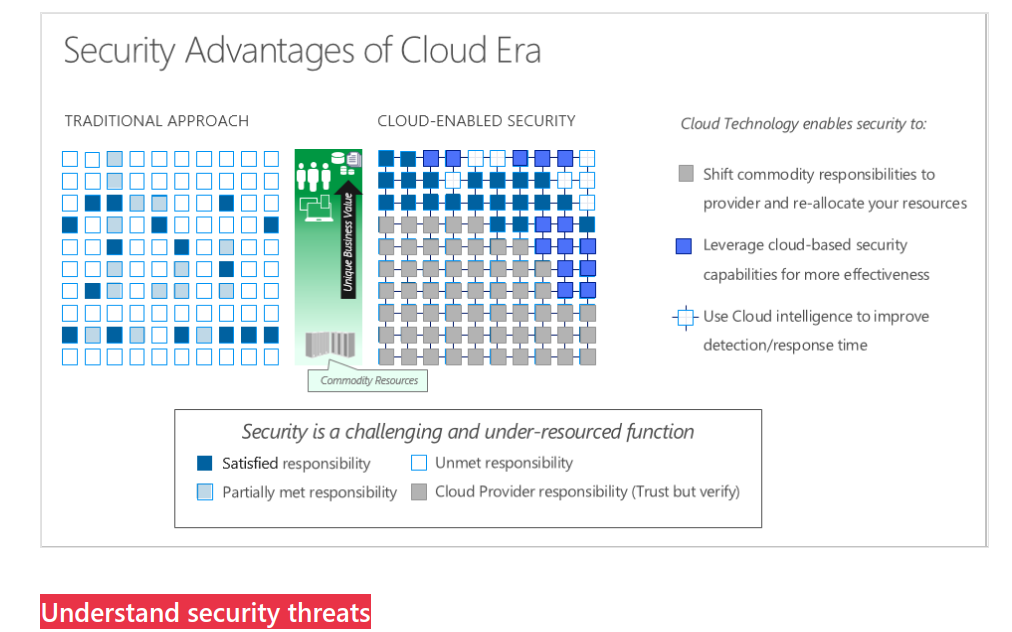 Security Advantages of Cloud Era
TRADITIONAL APPROACH
CLOUD-ENABLED SECURITY
Unique Business Value
Commodity Resources
Cloud Technology enables security to:
Shift commodity responsibilities to
provider and re-allocate your resources
Leverage cloud-based security
capabilities for more effectiveness
Use Cloud intelligence to improve
detection/response time
Security is a challenging and under-resourced function
Satisfied responsibility
Unmet responsibility
Partially met responsibility
Cloud Provider responsibility (Trust but verify)
Understand security threats